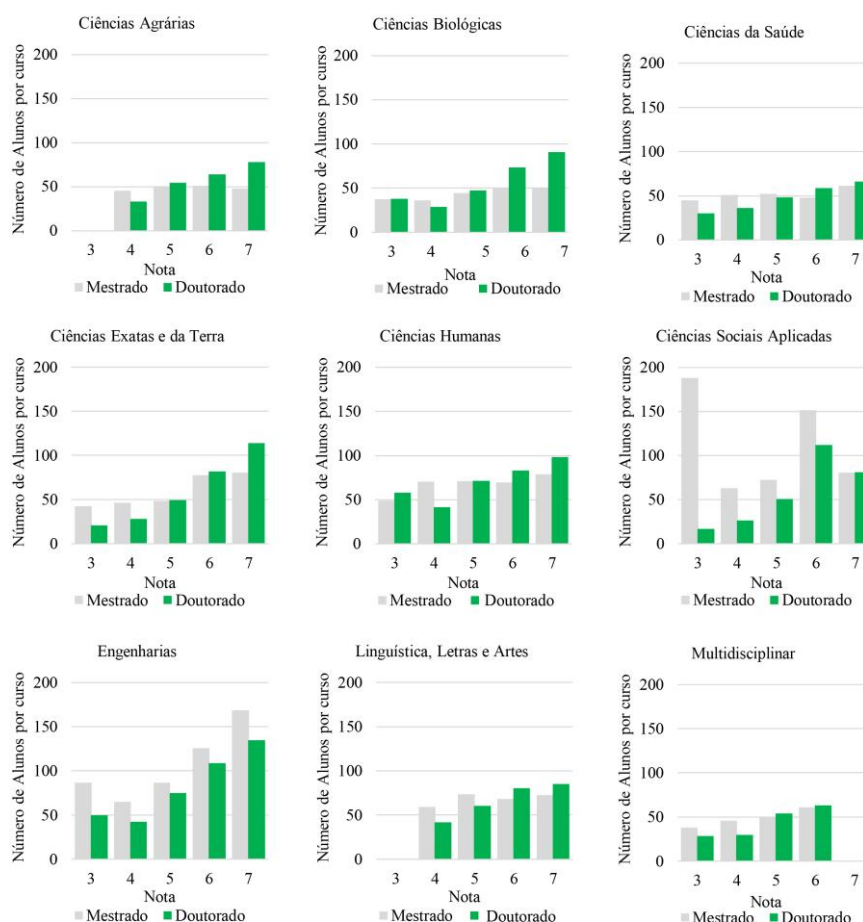 Ciências Agrárias
Número de Alunos por curso
200
150
100
50
0
3 4 5 6 7
Nota
Mestrado Doutorado
Ciências Biológicas
Número de Alunos por curso
200
150
100
50
0
3 4 5 6 7
Nota
Mestrado Doutorado
Ciências da Saúde
Número de Alunos por curso
200
150
100
50
0
3 4 5 6 7
Nota
Mestrado Doutorado
Ciências Exatas e da Terra
Número de Alunos por curso
200
150
100
50
0
3 4 5 6 7
Nota
Mestrado Doutorado
Ciências Humanas
Número de Alunos por curso
200
150
100
50
0
3 4 5 6 7
Nota
Mestrado Doutorado
Ciências Sociais Aplicadas
Número de Alunos por curso
200
150
100
50
0
3 4 5 6 7
Nota
Mestrado Doutorado
Engenharias
Número de Alunos por curso
200
150
100
50
0
3 4 5 6 7
Nota
Mestrado Doutorado
Linguística, Letras e Artes
Número de Alunos por curso
200
150
100
50
0
3 4 5 6 7
Nota
Mestrado Doutorado
Multidisciplinar
Número de Alunos por curso
200
150
100
50
0
3 4 5 6 7
Nota
Mestrado Doutorado